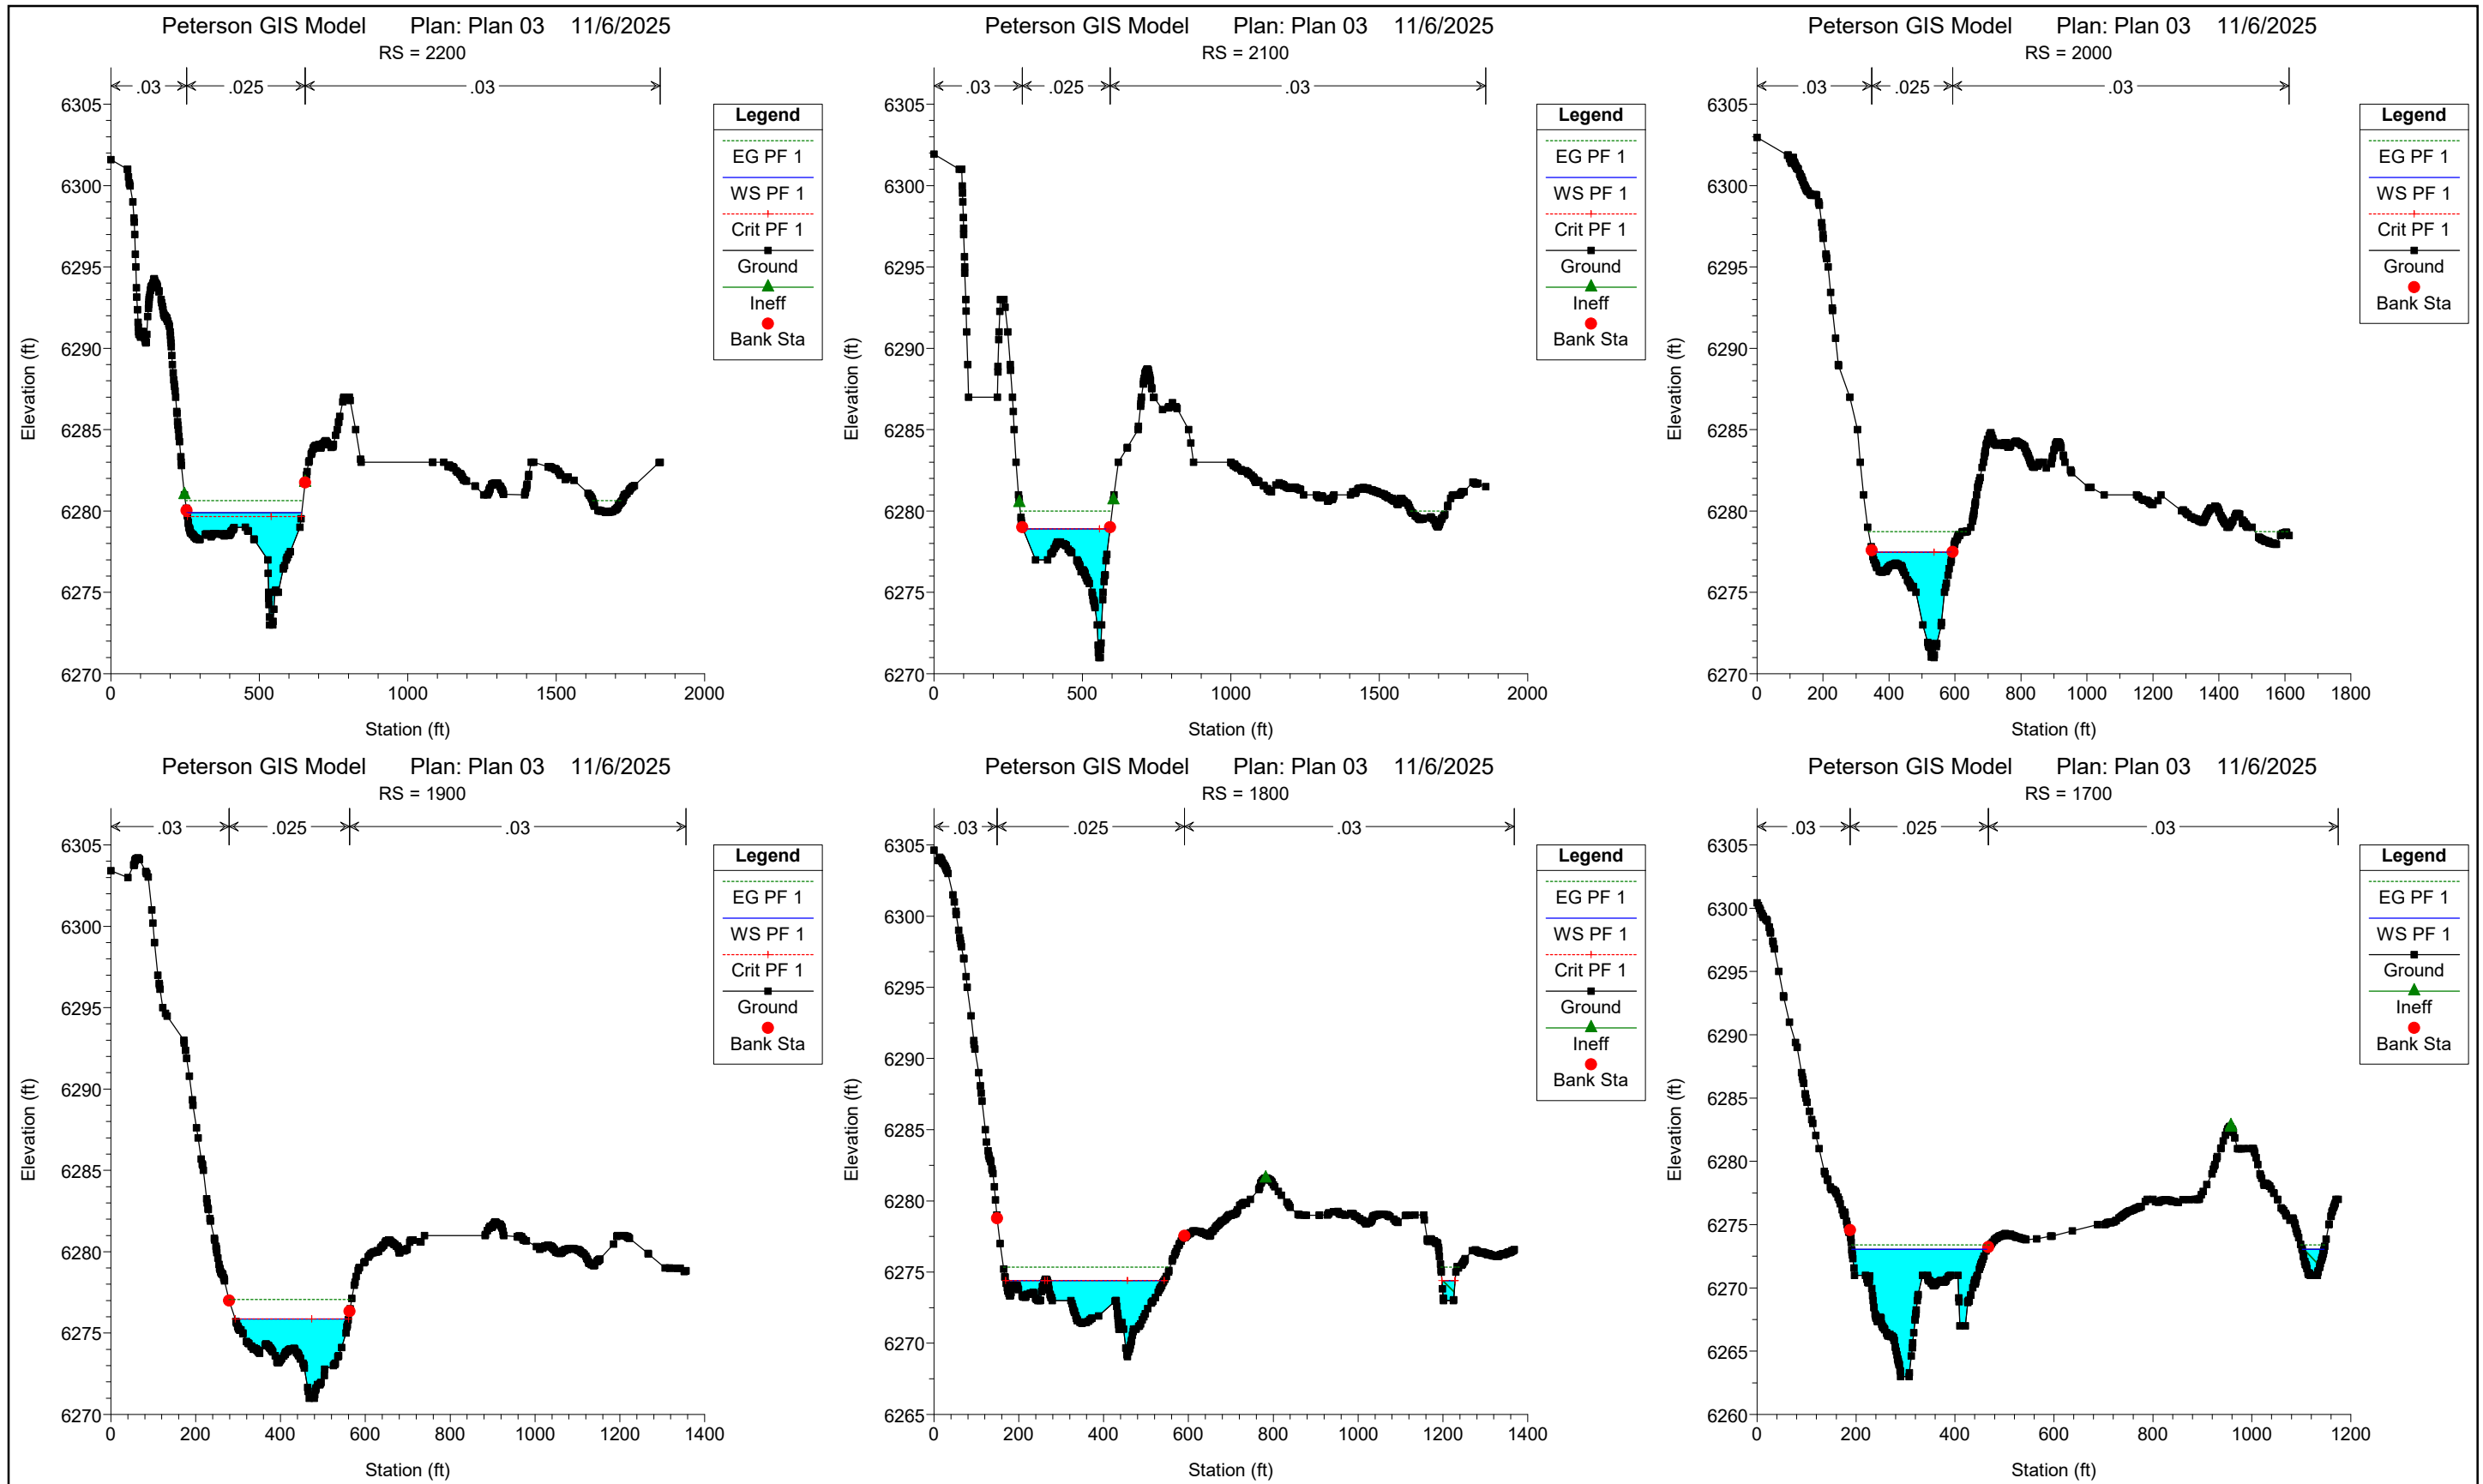 Peterson GIS Model Plan: Plan 03 11/6/2025
RS = 2200
.03 .025 .03
6305
6300
6295
6290
6285
6280
6275
6270
Elevation (ft)
0 500 1000 1500 2000
Station (ft)
Legend
EG PF 1
WS PF 1
Crit PF 1
Ground
Ineff
Bank Sta
Peterson GIS Model Plan: Plan 03 11/6/2025
RS = 2100
.03 .025 .03
6305
6300
6295
6290
6285
6280
6275
6270
Elevation (ft)
0 500 1000 1500 2000
Station (ft)
Legend
EG PF 1
WS PF 1
Crit PF 1
Ground
Ineff
Bank Sta
Peterson GIS Model Plan: Plan 03 11/6/2025
RS = 2000
.03 .025 .03
6305
6300
6295
6290
6285
6280
6275
6270
Elevation (ft)
0 200 400 600 800 1000 1200 1400 1600 1800
Station (ft)
Legend
EG PF 1
WS PF 1
Crit PF 1
Ground
Bank Sta
Peterson GIS Model Plan: Plan 03 11/6/2025
RS = 1900
.03 .025 .03
6305
6300
6295
6290
6285
6280
6275
6270
Elevation (ft)
0 200 400 600 800 1000 1200 1400
Station (ft)
Legend
EG PF 1
WS PF 1
Crit PF 1
Ground
Bank Sta
Peterson GIS Model Plan: Plan 03 11/6/2025
RS = 1800
.03 .025 .03
6305
6300
6295
6290
6285
6280
6275
6270
6265
Elevation (ft)
0 200 400 600 800 1000 1200 1400
Station (ft)
Legend
EG PF 1
WS PF 1
Crit PF 1
Ground
Ineff
Bank Sta
Peterson GIS Model Plan: Plan 03 11/6/2025
RS = 1700
.03 .025 .03
6305
6300
6295
6290
6285
6280
6275
6270
6265
6260
Elevation (ft)
0 200 400 600 800 1000 1200
Station (ft)
Legend
EG PF 1
WS PF 1
Ground
Ineff
Bank Sta